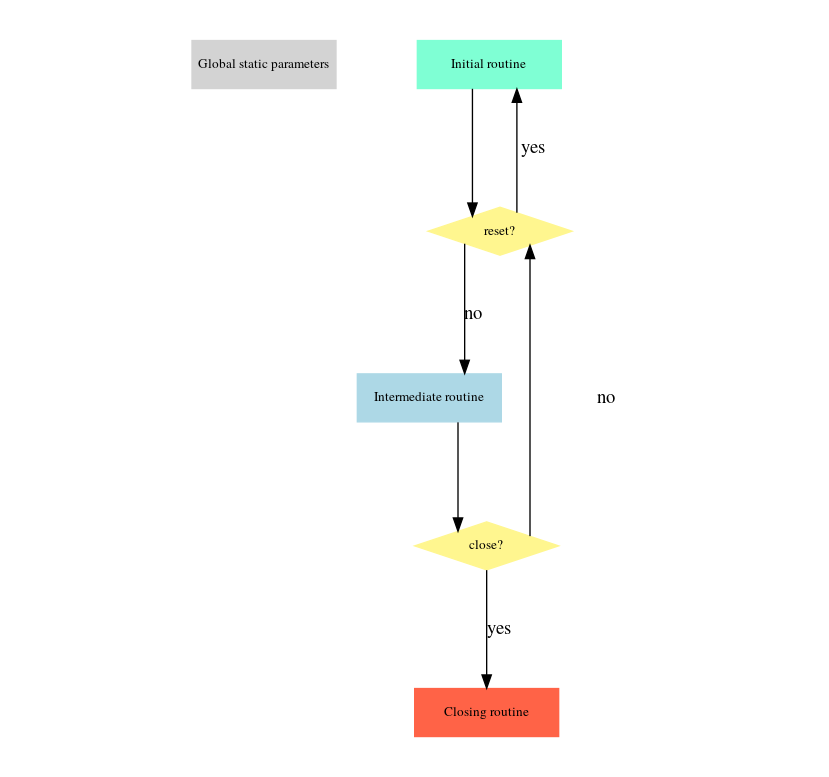 Global static parameters
Initial routine
yes
reset?
no
Intermediate routine
no
close?
yes
Closing routine